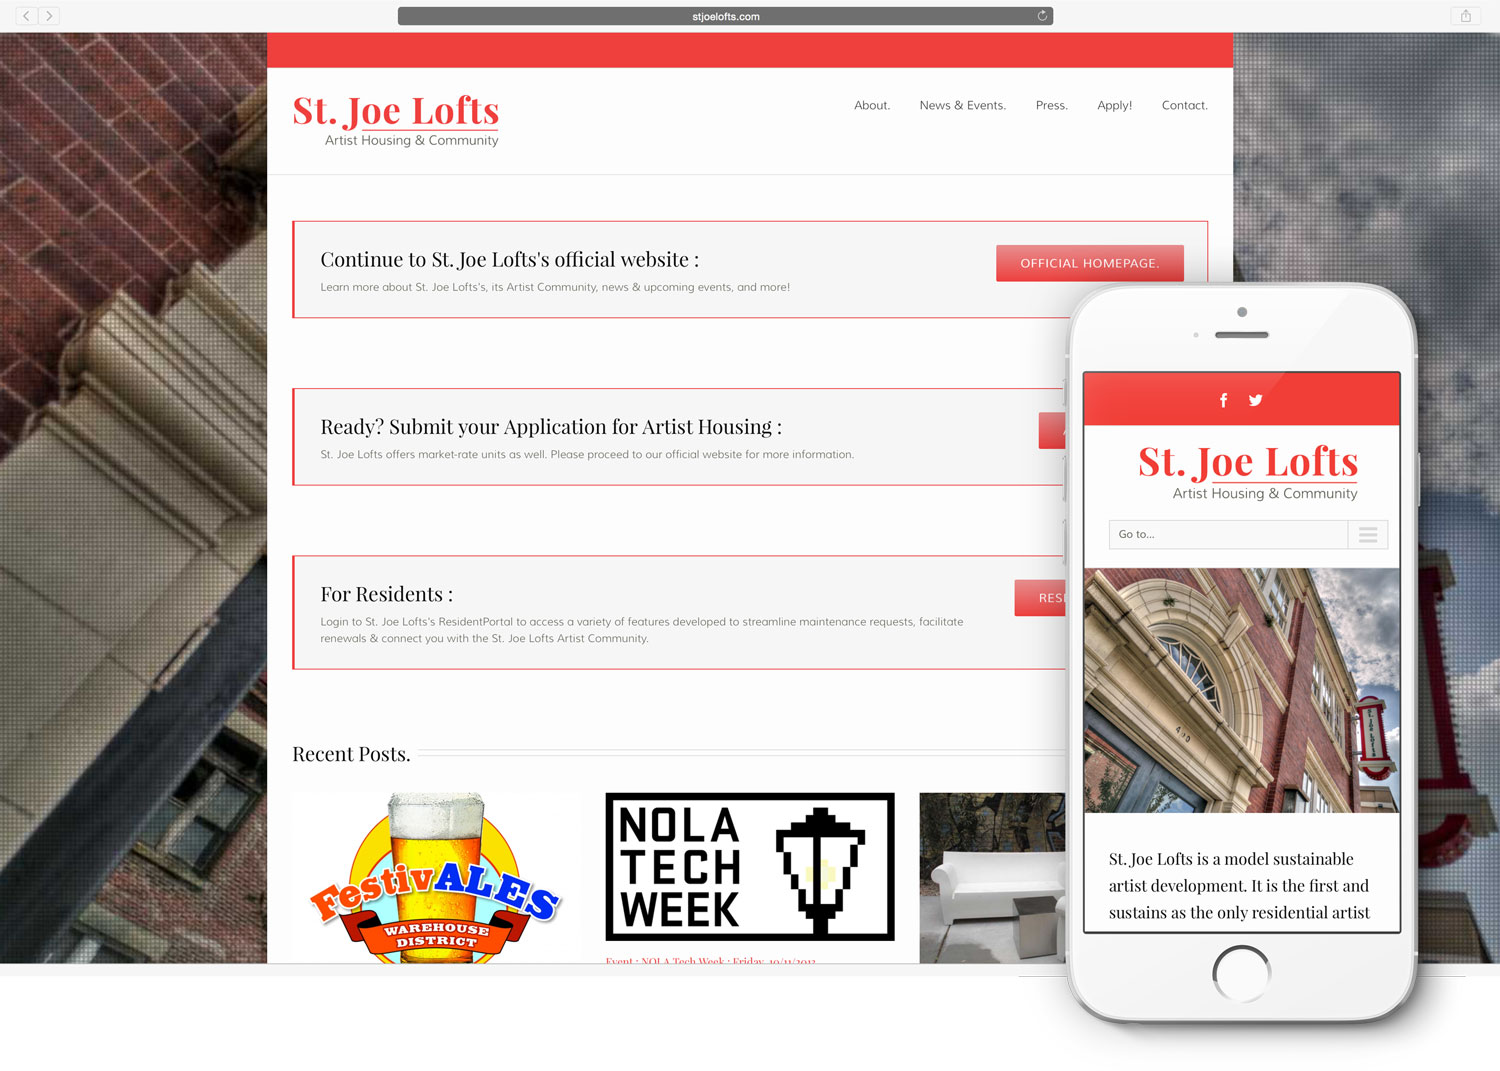 stjoelofts.com
St. Joe Lofts
Artist Housing & Community
About.
News & Events.
Press.
Apply!
Contact.
Continue to St. Joe Lofts's official website :
Learn more about St. Joe Lofts's, its Artist Community, news & upcoming events, and more!
OFFICIAL HOMEPAGE.
Ready? Submit your Application for Artist Housing :
St. Joe Lofts offers market-rate units as well. Please proceed to our official website for more information.
For Residents :
Login to St. Joe Lofts's ResidentPortal to access a variety of features developed to streamline maintenance requests, facilitate
renewals & connect you with the St. Joe Lofts Artist Community.
RESI
Recent Posts.
FestivALES
WAREHOUSE
DISTRICT
NOLA
TECH
WEEK
Event : NOLA Tech Week : Friday, 10/11/2013
St. Joe Lofts
Artist Housing & Community
Go to...
410
ST. JOE LOFTS
St. Joe Lofts is a model sustainable
artist development. It is the first and
sustains as the only residential artist